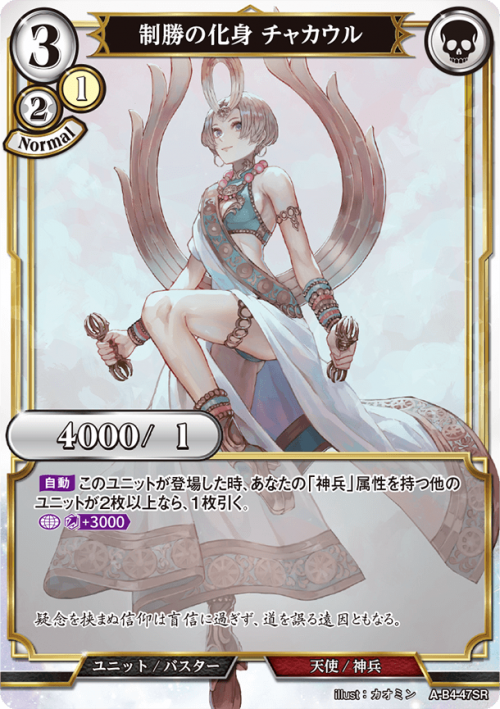 3
制勝の化身 チャカウル
2
1
Normal
4000/ 1
自動 このユニットが登場した時、あなたの「神兵」属性を持つ他の
ユニットが2枚以上なら、1枚引く。
+3000
疑念を挟まぬ信仰は盲信に過ぎず、道を誤る遠因ともなる。
ユニット / バスター
天使 / 神兵
illust：カオミン
A-B4-47SR